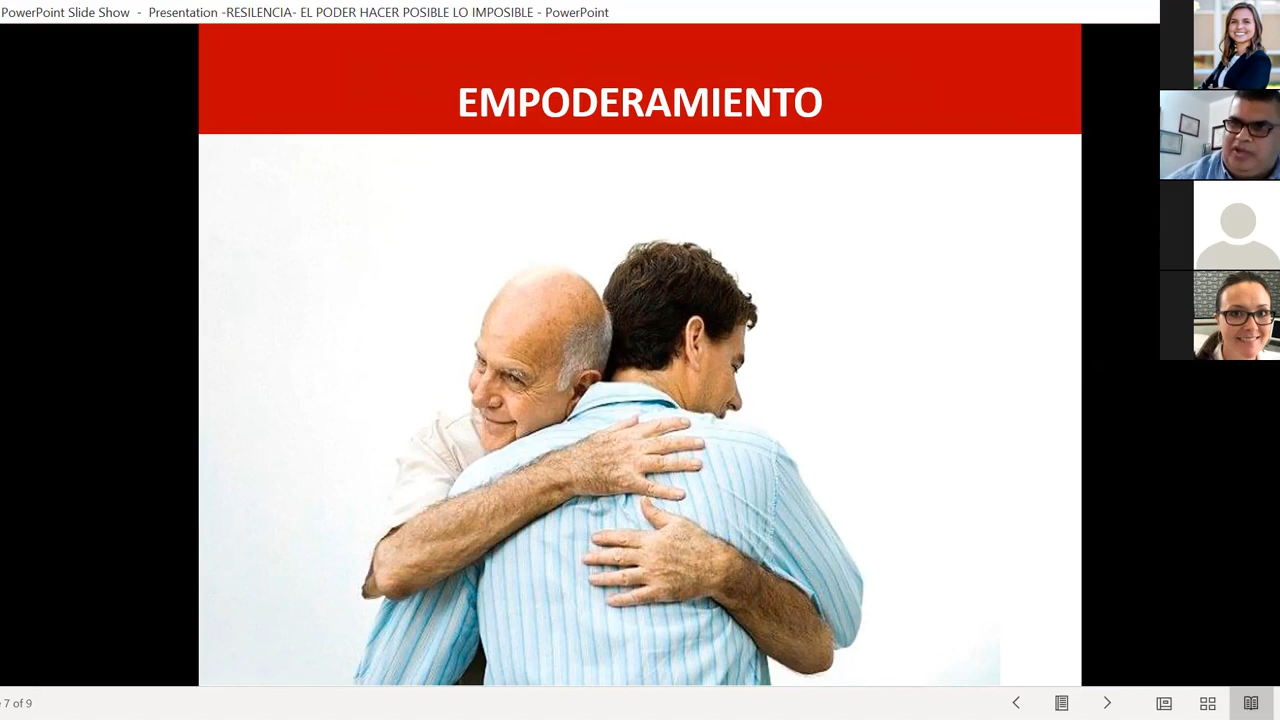 PowerPoint Slide Show - Presentation -RESILENCIA- EL PODER HACER POSIBLE LO IMPOSIBLE - PowerPoint
EMPODERAMIENTO
7 of 9